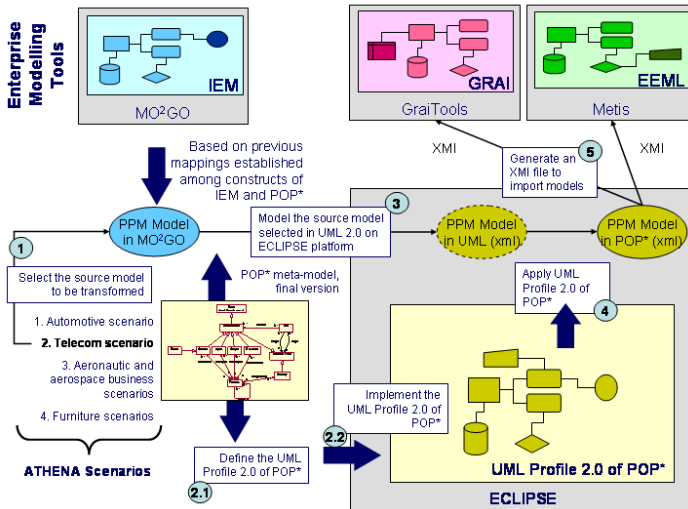 Enterprise
Modelling
Tools
IEM
MO²GO
GRAI
GraiTools
EEML
Metis
XMI
XMI
Based on previous
mappings established
among constructs of
IEM and POP*
5
Generate an
XMI file to
import models
1
PPM Model
in MO²GO
Model the source model
selected in UML 2.0 on
ECLIPSE platform
3
PPM Model
in UML (xml)
PPM Model
in POP* (xml)
Select the source model
to be transformed
POP* meta-model,
final version
Apply UML
Profile 2.0 of
POP*
4
1. Automotive scenario
2. Telecom scenario
3. Aeronautic and
aerospace business
scenarios
4. Furniture scenarios
ATHENA Scenarios
Define the UML
Profile 2.0 of POP*
2.1
Implement the
UML Profile 2.0 of
POP*
2.2
UML Profile 2.0 of POP*
ECLIPSE